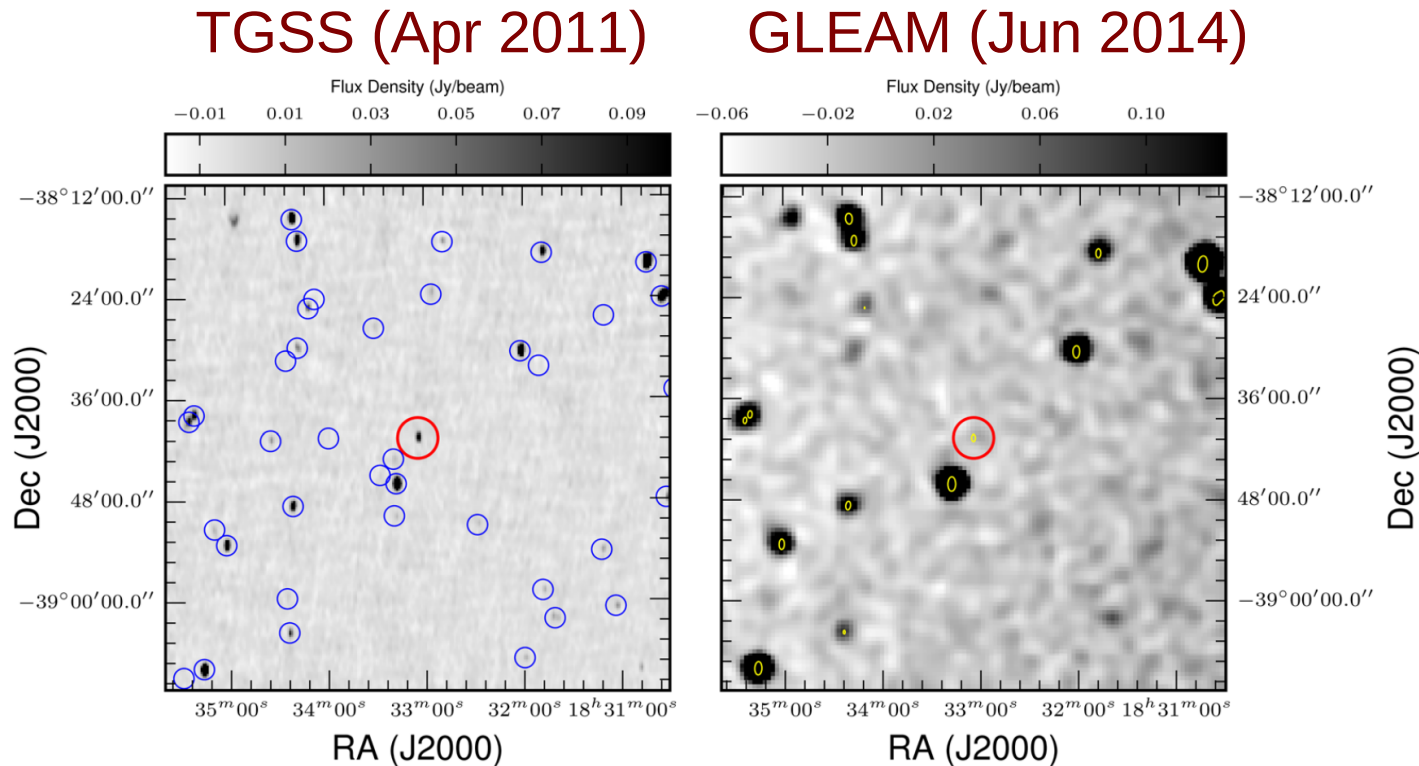 TGSS (Apr 2011)
GLEAM (Jun 2014)
Flux Density (Jy/beam)
Flux Density (Jy/beam)
−0.01 0.01 0.03 0.05 0.07 0.09
−0.06 −0.02 0.02 0.06 0.10
−38°12′00.0″
24′00.0″
36′00.0″
48′00.0″
−39°00′00.0″
Dec (J2000)
35ᵐ00ˢ 34ᵐ00ˢ 33ᵐ00ˢ 32ᵐ00ˢ 18ʰ31ᵐ00ˢ
RA (J2000)
−38°12′00.0″
24′00.0″
36′00.0″
48′00.0″
−39°00′00.0″
Dec (J2000)
35ᵐ00ˢ 34ᵐ00ˢ 33ᵐ00ˢ 32ᵐ00ˢ 18ʰ31ᵐ00ˢ
RA (J2000)